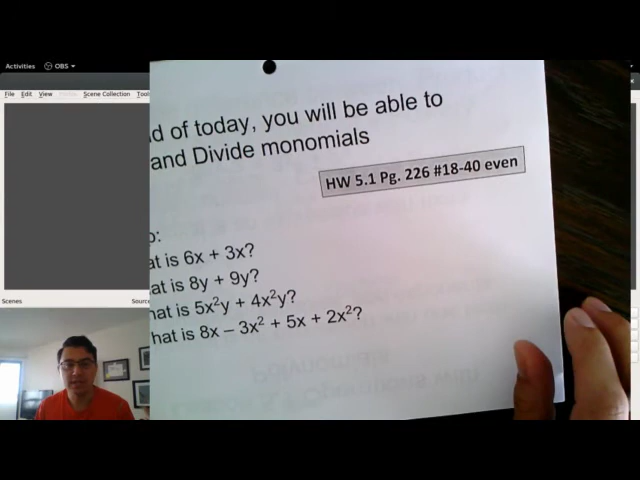 Activities OBS
File Edit View Scene Collection Tools
d of today, you will be able to
and Divide monomials
HW 5.1 Pg. 226 #18-40 even
o:
at is 6x + 3x?
at is 8y + 9y?
hat is 5x²y + 4x²y?
hat is 8x – 3x² + 5x + 2x²?
Scenes